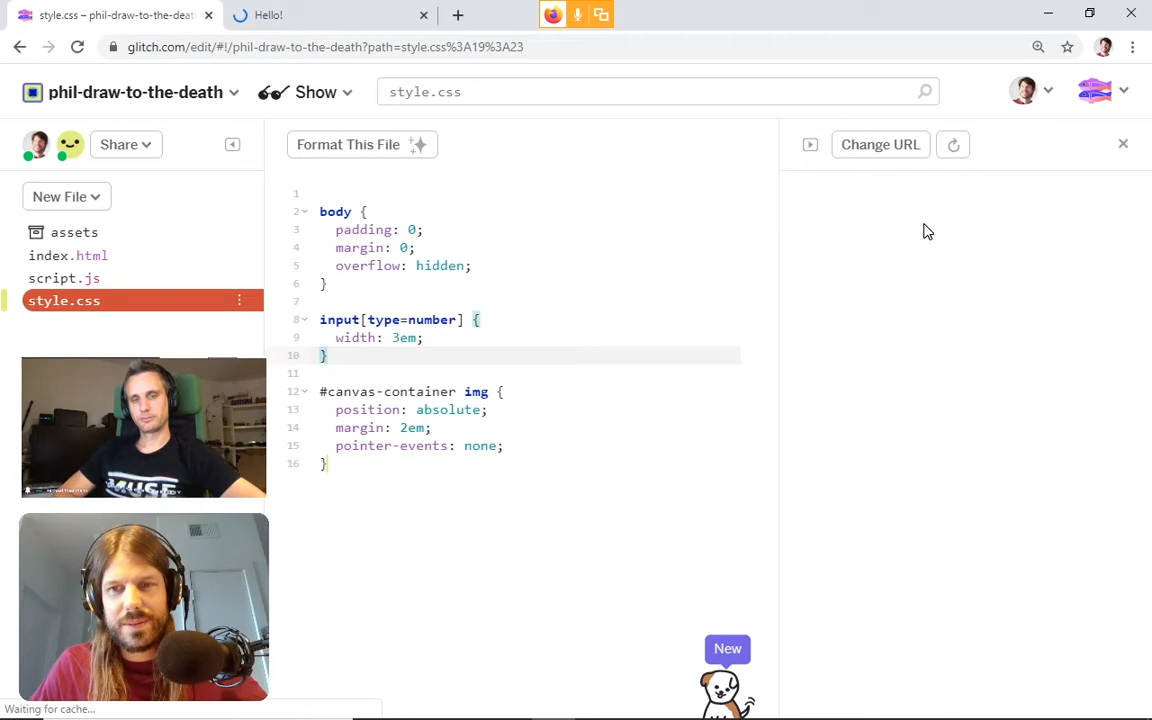 style.css – phil-draw-to-the-deat
Hello!
glitch.com/edit/#!/phil-draw-to-the-death?path=style.css%3A19%3A23
phil-draw-to-the-death
Show
style.css
Share
Format This File
Change URL
New File
assets
index.html
script.js
style.css
1
2 body {
3 padding: 0;
4 margin: 0;
5 overflow: hidden;
6 }
7
8 input[type=number] {
9 width: 3em;
10 }
11
12 #canvas-container img {
13 position: absolute;
14 margin: 2em;
15 pointer-events: none;
16 }
MUSE
New
Waiting for cache...